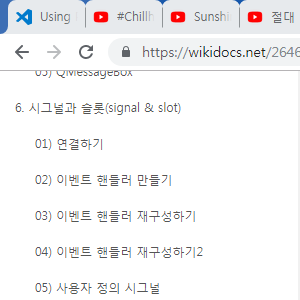 Using
#Chillh
Sunshi
절대
https://wikidocs.net/2646
05) QMessageBox
6. 시그널과 슬롯(signal & slot)
01) 연결하기
02) 이벤트 핸들러 만들기
03) 이벤트 핸들러 재구성하기
04) 이벤트 핸들러 재구성하기2
05) 사용자 정의 시그널